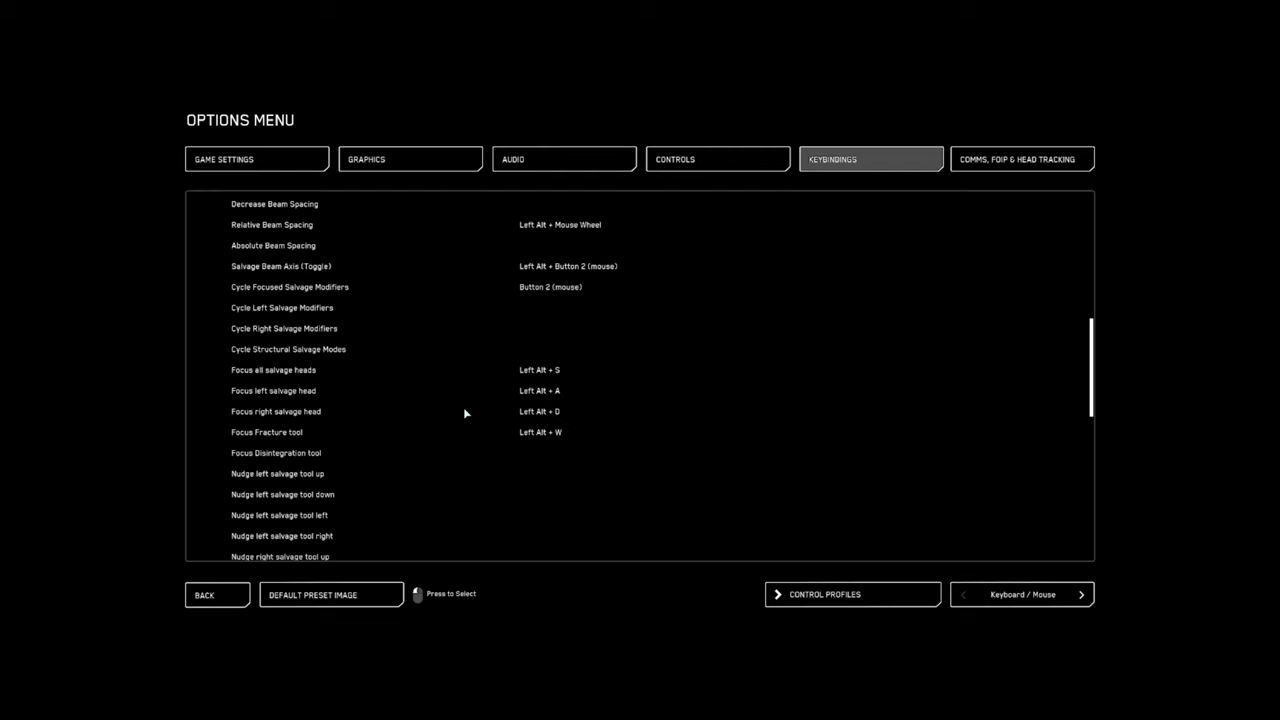 OPTIONS MENU
GAME SETTINGS GRAPHICS AUDIO CONTROLS KEYBINDINGS COMMS, FOIP & HEAD TRACKING
Decrease Beam Spacing
Relative Beam Spacing Left Alt + Mouse Wheel
Absolute Beam Spacing
Salvage Beam Axis (Toggle) Left Alt + Button 2 (mouse)
Cycle Focused Salvage Modifiers Button 2 (mouse)
Cycle Left Salvage Modifiers
Cycle Right Salvage Modifiers
Cycle Structural Salvage Modes
Focus all salvage heads Left Alt + S
Focus left salvage head Left Alt + A
Focus right salvage head Left Alt + D
Focus Fracture tool Left Alt + W
Focus Disintegration tool
Nudge left salvage tool up
Nudge left salvage tool down
Nudge left salvage tool left
Nudge left salvage tool right
Nudge right salvage tool up
BACK DEFAULT PRESET IMAGE Press to Select CONTROL PROFILES Keyboard / Mouse